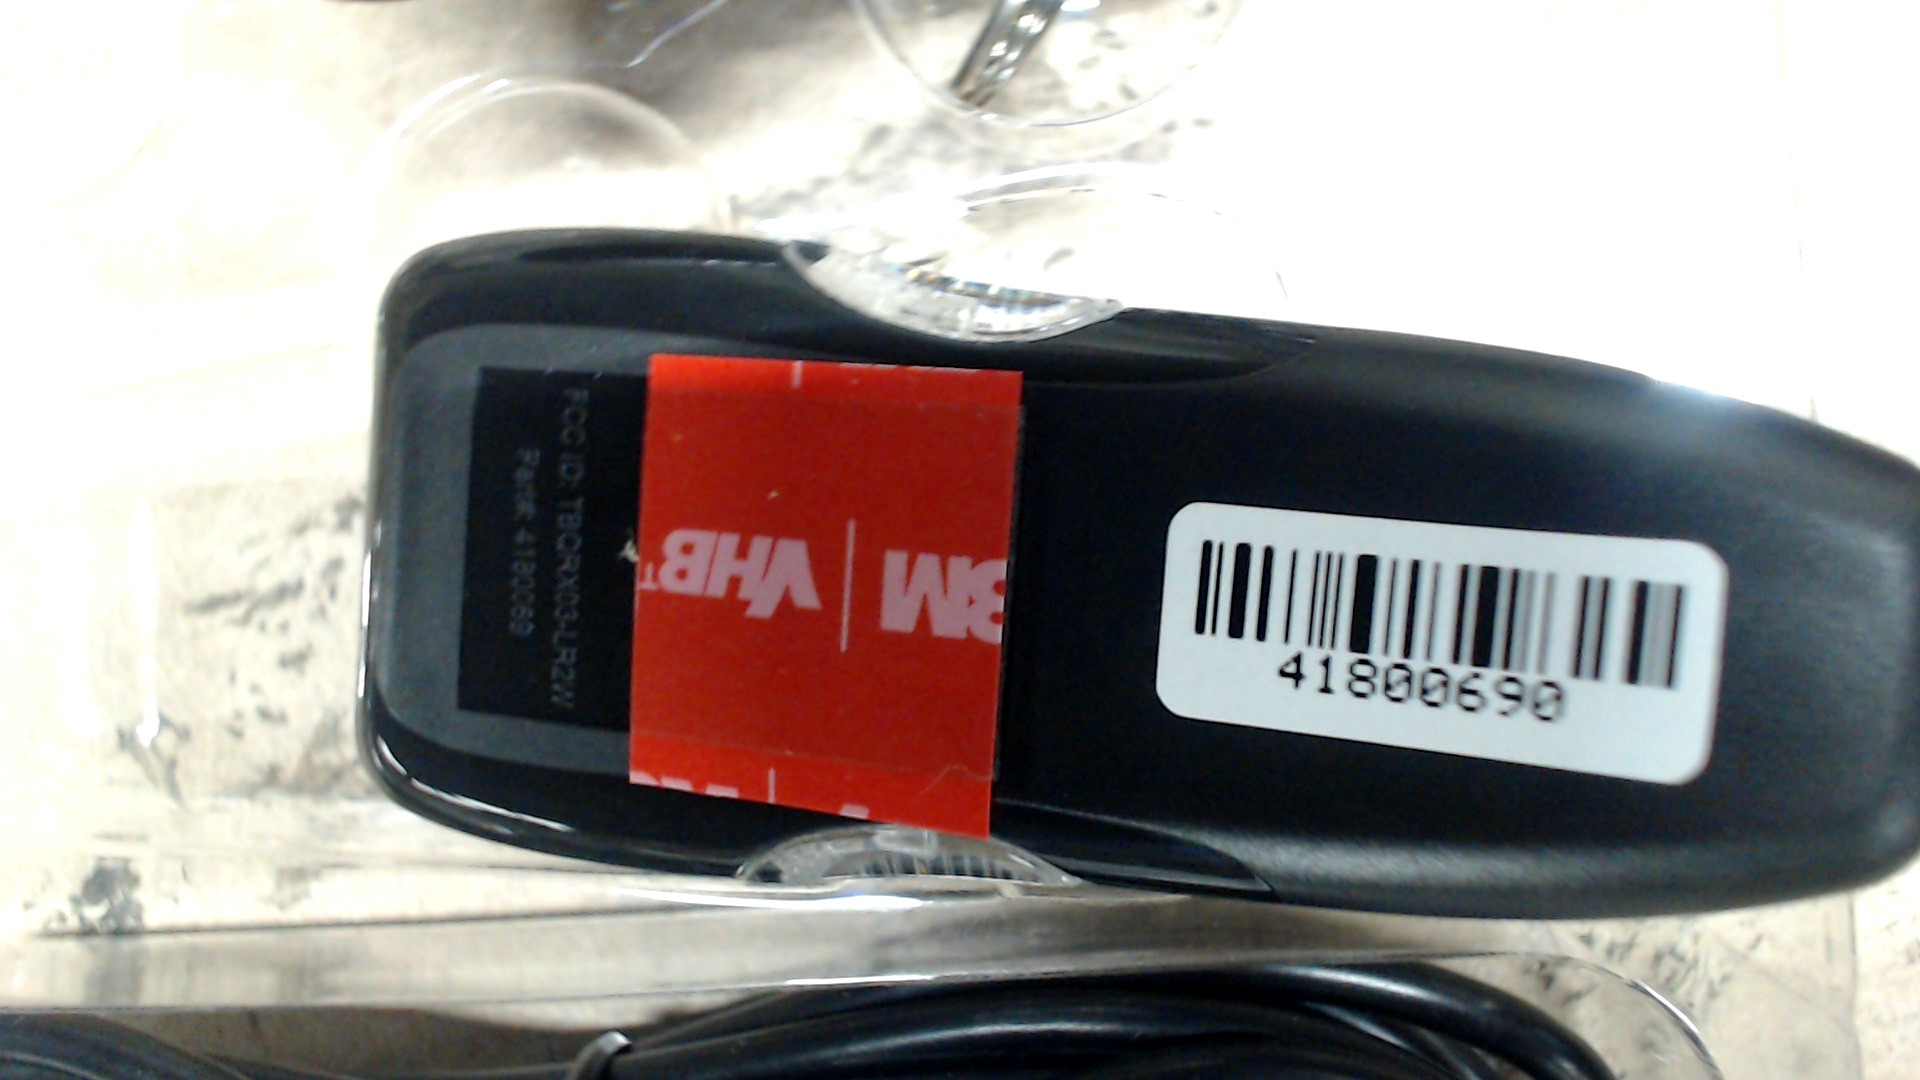 FCC ID: TBGRX03-LR2W
Part#: 4180069
3M | VHB
41800690